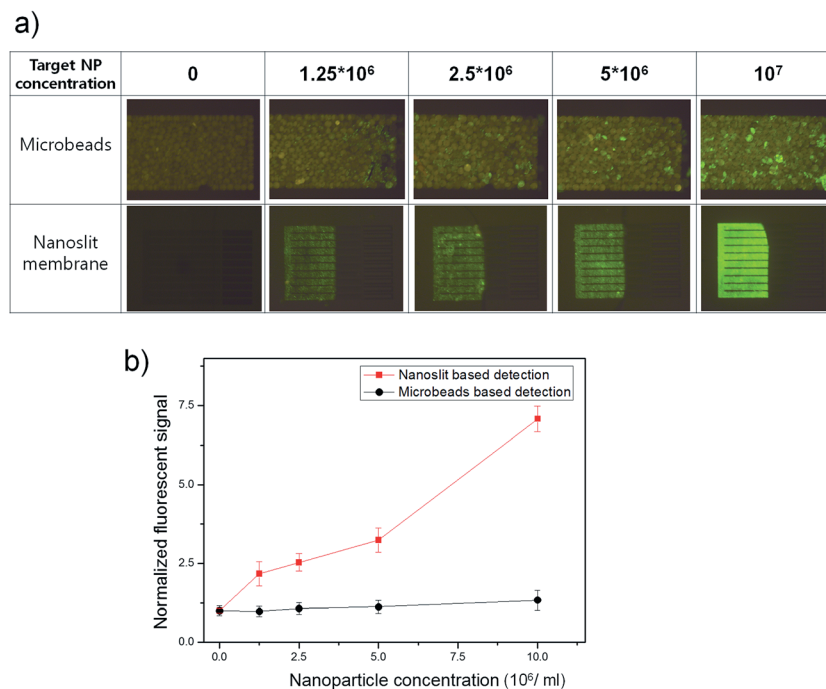 a)
Target NP
concentration
0
1.25*10⁶
2.5*10⁶
5*10⁶
10⁷
Microbeads
Nanoslit
membrane
b)
Nanoslit based detection
Microbeads based detection
Normalized fluorescent signal
7.5
5.0
2.5
0.0
0.0
2.5
5.0
7.5
10.0
Nanoparticle concentration (10⁶/ ml)